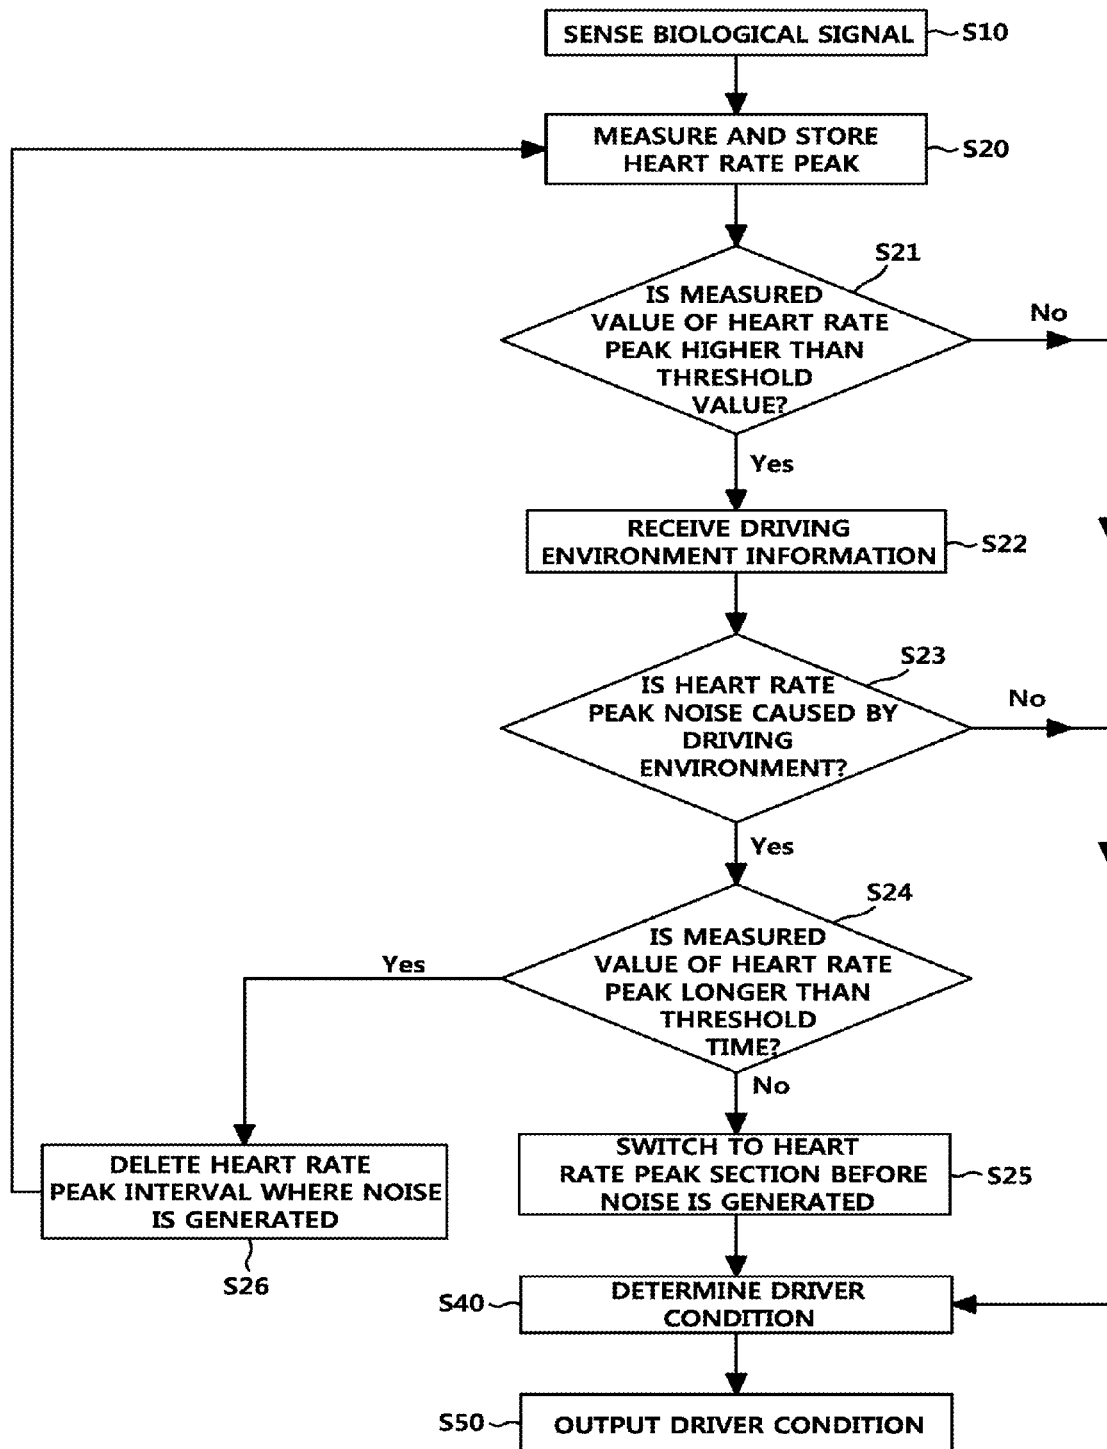 SENSE BIOLOGICAL SIGNAL
S10
MEASURE AND STORE
HEART RATE PEAK
S20
S21
IS MEASURED
VALUE OF HEART RATE
PEAK HIGHER THAN
THRESHOLD
VALUE?
No
Yes
RECEIVE DRIVING
ENVIRONMENT INFORMATION
S22
S23
IS HEART RATE
PEAK NOISE CAUSED BY
DRIVING
ENVIRONMENT?
No
Yes
S24
IS MEASURED
VALUE OF HEART RATE
PEAK LONGER THAN
THRESHOLD
TIME?
Yes
No
DELETE HEART RATE
PEAK INTERVAL WHERE NOISE
IS GENERATED
S26
SWITCH TO HEART
RATE PEAK SECTION BEFORE
NOISE IS GENERATED
S25
S40
DETERMINE DRIVER
CONDITION
S50
OUTPUT DRIVER CONDITION